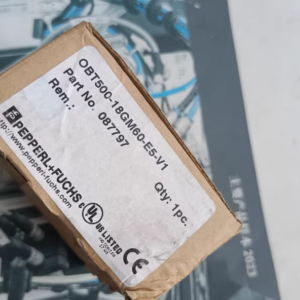 OBT500-18GM60-E5-V1
Part No.: 087797
Rem.:
Qty: 1pc.
PEPPERL+FUCHS
www.pepperl-fuchs.com
UL
US LISTED
CE